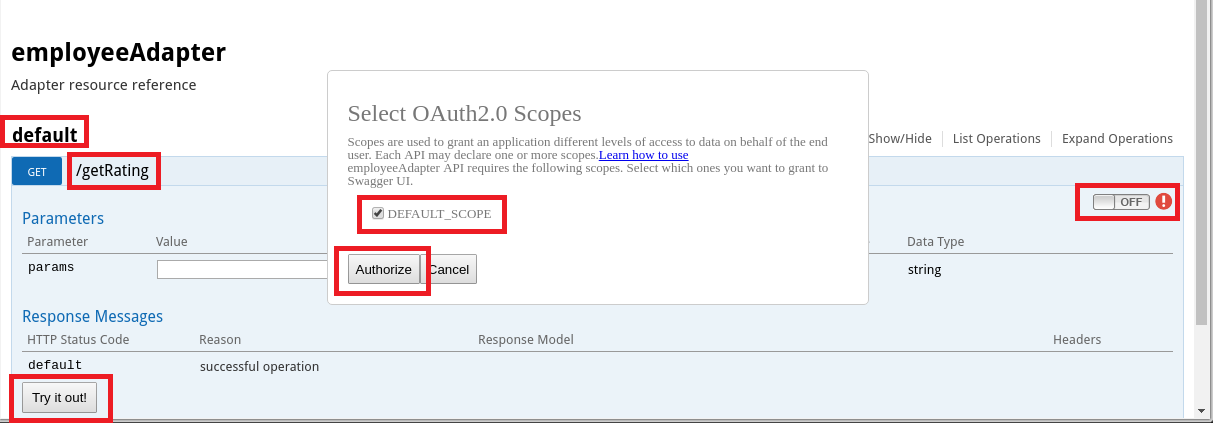 employeeAdapter
Adapter resource reference
default
Show/Hide
List Operations
Expand Operations
GET
/getRating
OFF
!
Parameters
Parameter
Value
Data Type
params
string
Response Messages
HTTP Status Code
Reason
Response Model
Headers
default
successful operation
Try it out!
Select OAuth2.0 Scopes
Scopes are used to grant an application different levels of access to data on behalf of the end
user. Each API may declare one or more scopes.Learn how to use
employeeAdapter API requires the following scopes. Select which ones you want to grant to
Swagger UI.
DEFAULT_SCOPE
Authorize
Cancel